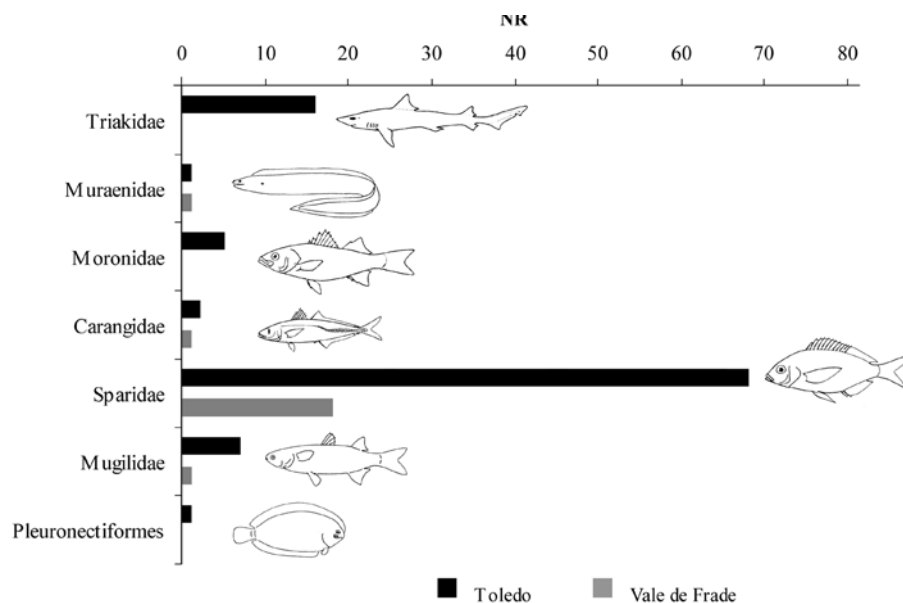 NR
0 10 20 30 40 50 60 70 80
Triakidae
Muraenidae
Moronidae
Carangidae
Sparidae
Mugilidae
Pleuronectiformes
Toledo Vale de Frade